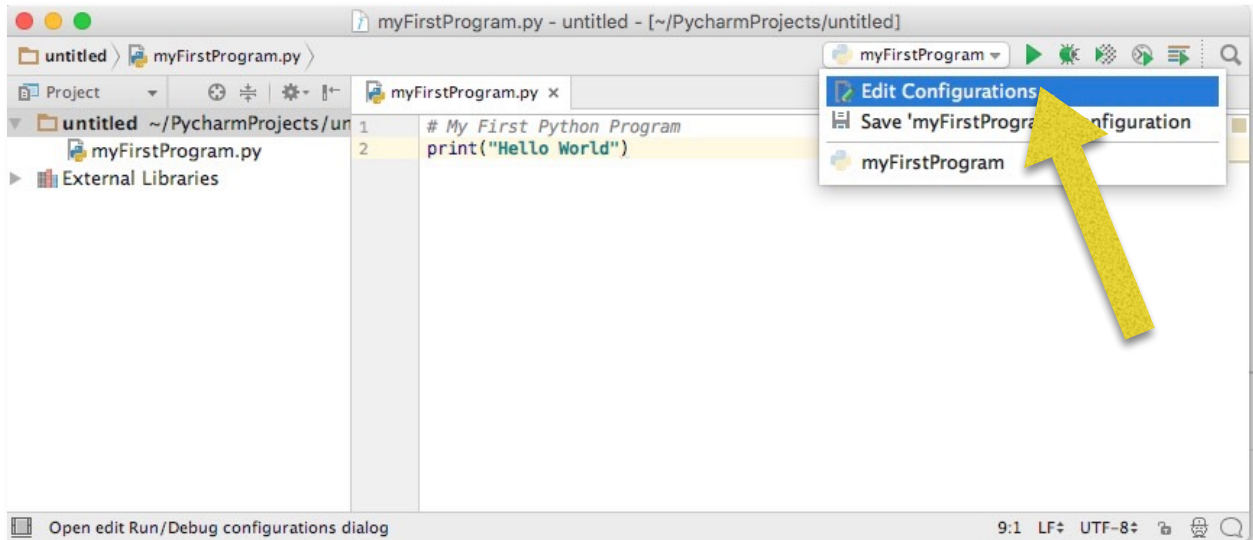 myFirstProgram.py - untitled - [~/PycharmProjects/untitled]
untitled myFirstProgram.py
myFirstProgram
Project
myFirstProgram.py ×
Edit Configurations
untitled ~/PycharmProjects/un
1 # My First Python Program
Save 'myFirstProgra
myFirstProgram.py
2 print("Hello World")
myFirstProgram
External Libraries
Open edit Run/Debug configurations dialog
9:1 LF UTF-8